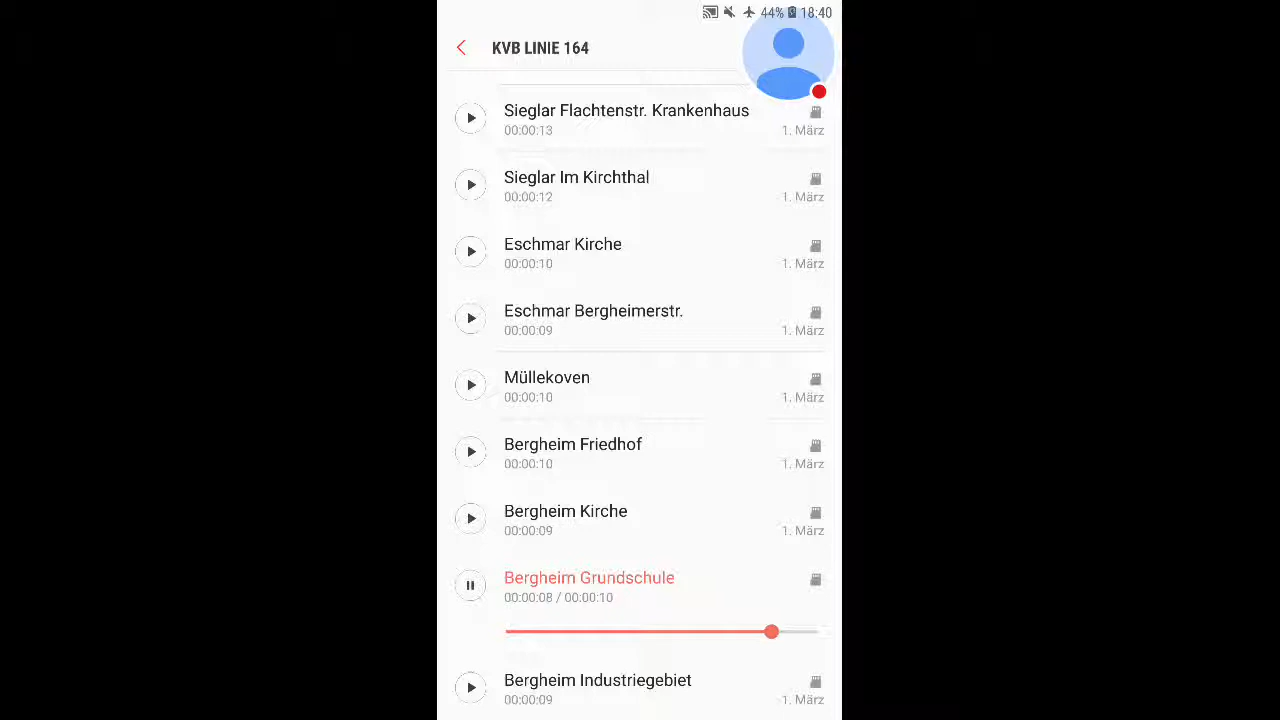 44% 18:40
KVB LINIE 164
Sieglar Flachtenstr. Krankenhaus
00:00:13 1. März
Sieglar Im Kirchthal
00:00:12 1. März
Eschmar Kirche
00:00:10 1. März
Eschmar Bergheimerstr.
00:00:09 1. März
Müllekoven
00:00:10 1. März
Bergheim Friedhof
00:00:10 1. März
Bergheim Kirche
00:00:09 1. März
Bergheim Grundschule
00:00:08 / 00:00:10
Bergheim Industriegebiet
00:00:09 1. März